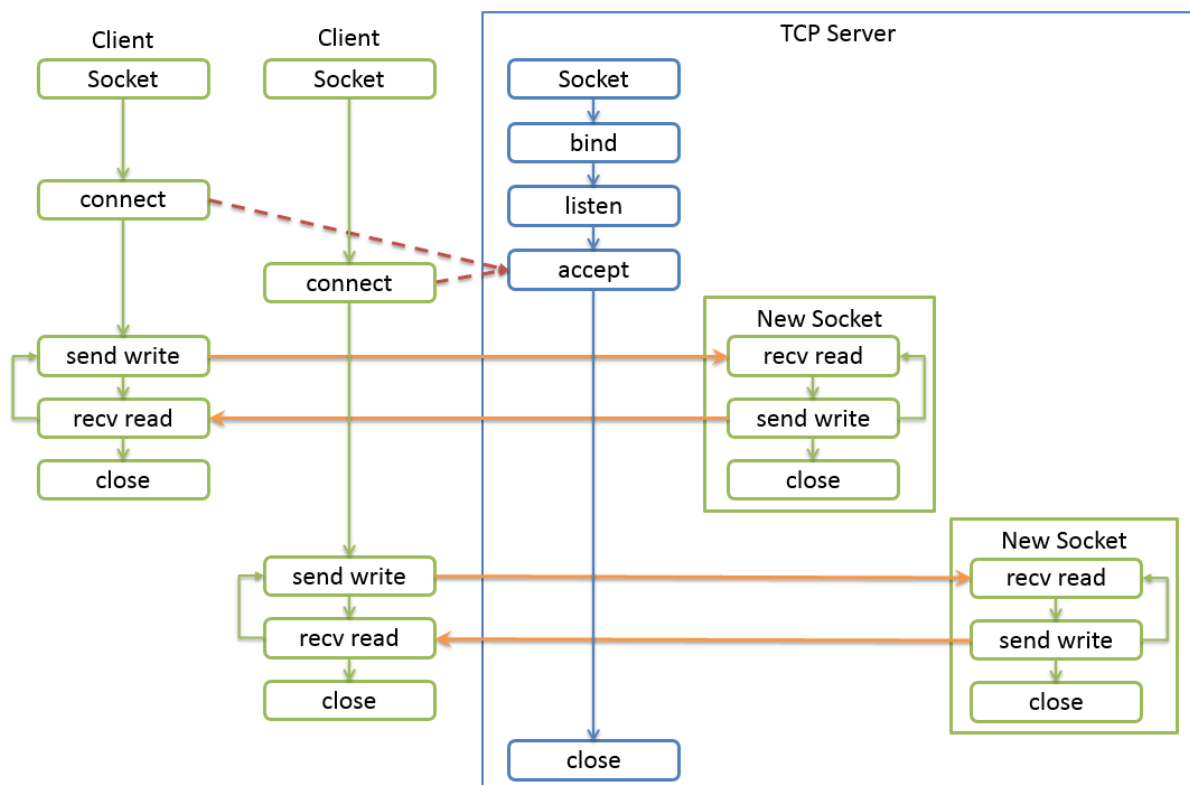 Client
Socket
connect
send write
recv read
close
Client
Socket
connect
send write
recv read
close
TCP Server
Socket
bind
listen
accept
close
New Socket
recv read
send write
close
New Socket
recv read
send write
close